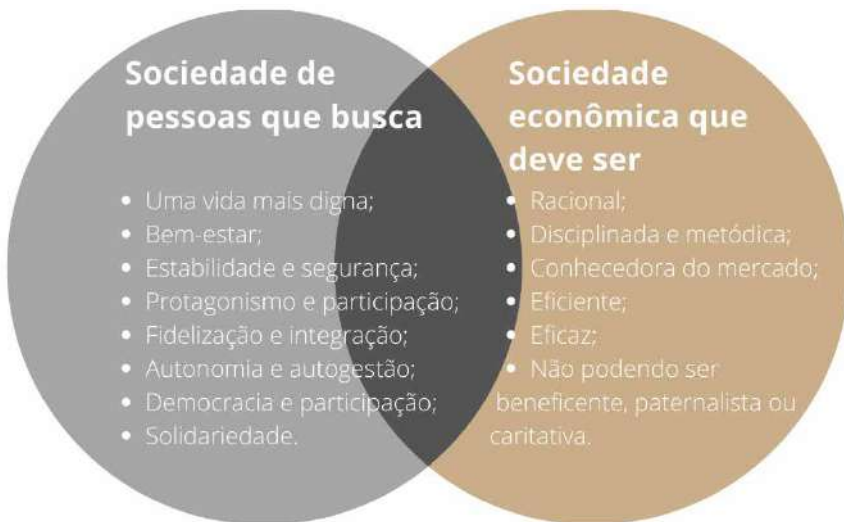 Sociedade de
pessoas que busca
• Uma vida mais digna;
• Bem-estar;
• Estabilidade e segurança;
• Protagonismo e participação;
• Fidelização e integração;
• Autonomia e autogestão;
• Democracia e participação;
• Solidariedade.
Sociedade
econômica que
deve ser
• Racional;
• Disciplinada e metódica;
• Conhecedora do mercado;
• Eficiente;
• Eficaz;
• Não podendo ser
beneficente, paternalista ou
caritativa.